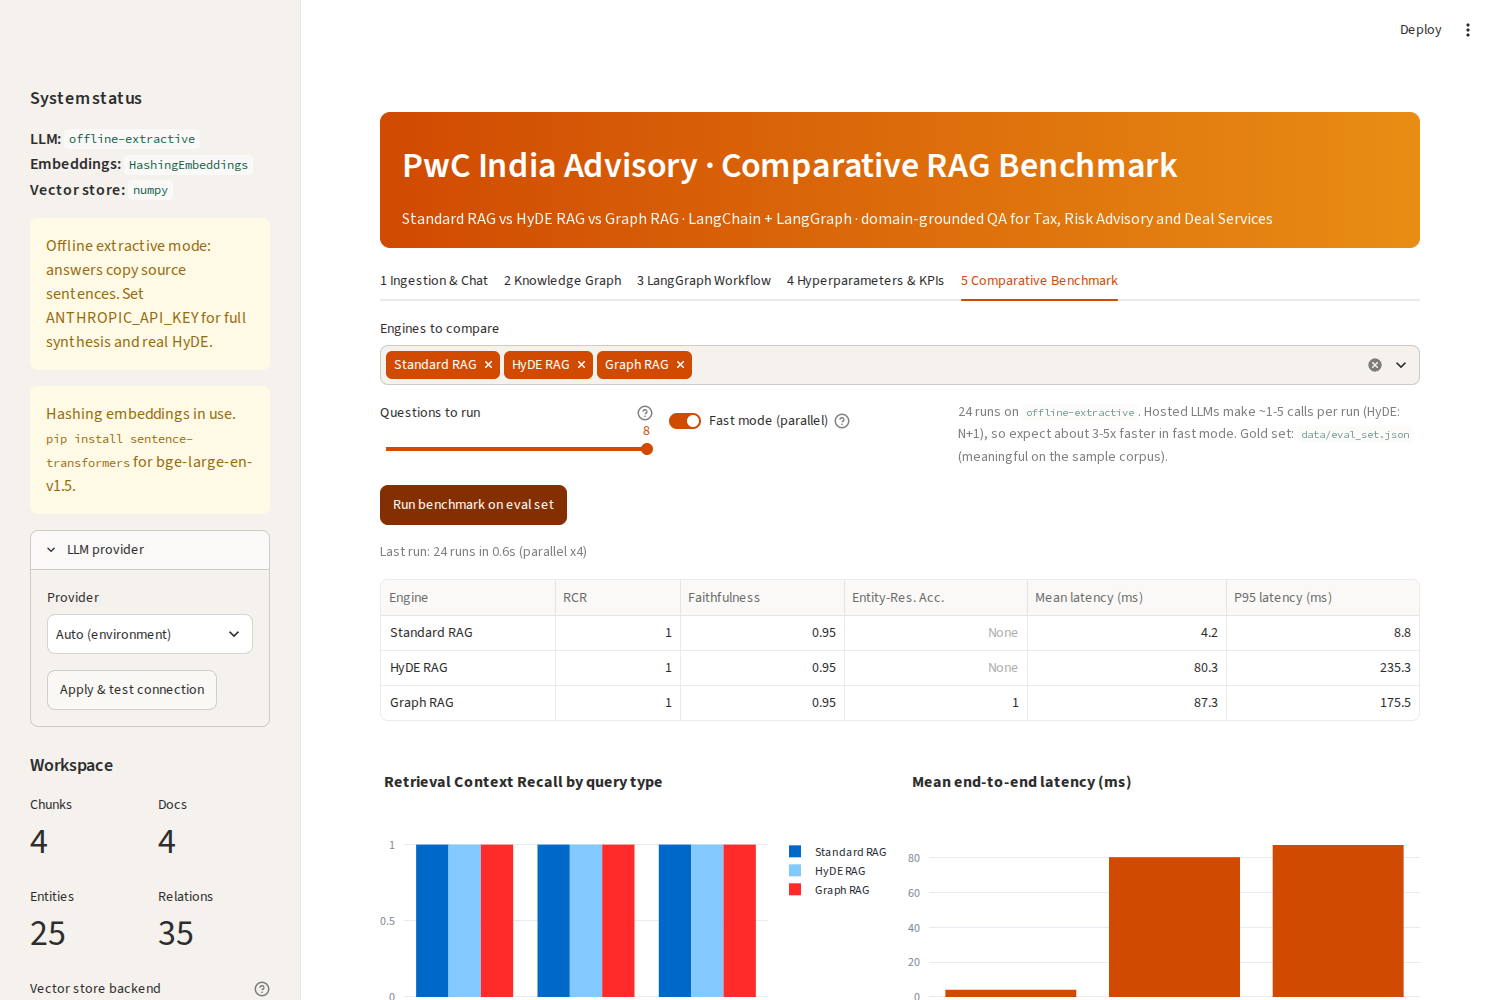 Deploy
System status
LLM: offline-extractive
Embeddings: HashingEmbeddings
Vector store: numpy
Offline extractive mode:
answers copy source
sentences. Set
ANTHROPIC_API_KEY for full
synthesis and real HyDE.
Hashing embeddings in use.
pip install sentence-
transformers for bge-large-en-
v1.5.
LLM provider
Provider
Auto (environment)
Apply & test connection
Workspace
Chunks Docs
4 4
Entities Relations
25 35
Vector store backend
PwC India Advisory · Comparative RAG Benchmark
Standard RAG vs HyDE RAG vs Graph RAG · LangChain + LangGraph · domain-grounded QA for Tax, Risk Advisory and Deal Services
1 Ingestion & Chat 2 Knowledge Graph 3 LangGraph Workflow 4 Hyperparameters & KPIs 5 Comparative Benchmark
Engines to compare
Standard RAG HyDE RAG Graph RAG
Questions to run
8
Fast mode (parallel)
24 runs on offline-extractive. Hosted LLMs make ~1-5 calls per run (HyDE:
N+1), so expect about 3-5x faster in fast mode. Gold set: data/eval_set.json
(meaningful on the sample corpus).
Run benchmark on eval set
Last run: 24 runs in 0.6s (parallel x4)
Engine RCR Faithfulness Entity-Res. Acc. Mean latency (ms) P95 latency (ms)
Standard RAG 1 0.95 None 4.2 8.8
HyDE RAG 1 0.95 None 80.3 235.3
Graph RAG 1 0.95 1 87.3 175.5
Retrieval Context Recall by query type
1
0.5
0
Standard RAG
HyDE RAG
Graph RAG
Mean end-to-end latency (ms)
80
60
40
20
0